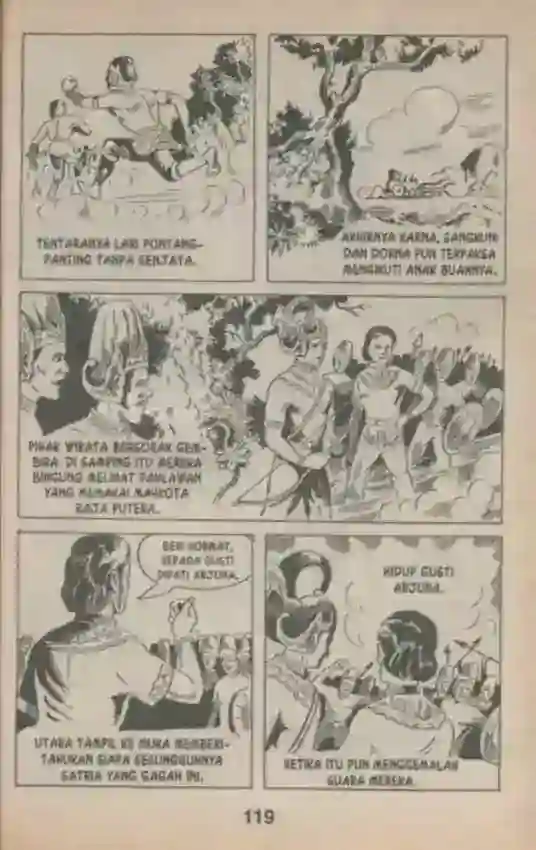 TENTARANYA LARI PONTANG-
PANTING TANPA SENJATA.
AKHIRNYA KARNA, SANGKUNI
DAN DORNA PUN TERPAKSA
MENGIKUTI ANAK BUAHNYA.
PIHAK WIRATA BERSORAK GEM-
BIRA DI SAMPING ITU MEREKA
BINGUNG MELIHAT PAHLAWAN
YANG MEMAKAI MAHKOTA
RAJA PUTERA.
BERI HORMAT,
KEPADA GUSTI
DIPATI ARJUNA.
UTARA TAMPIL KE MUKA MEMBERI-
TAHUKAN SIAPA SESUNGGUHNYA
SATRIA YANG GAGAH INI.
HIDUP GUSTI
ARJUNA.
KETIKA ITU PUN MENGGEMALAH
SUARA MEREKA.
119